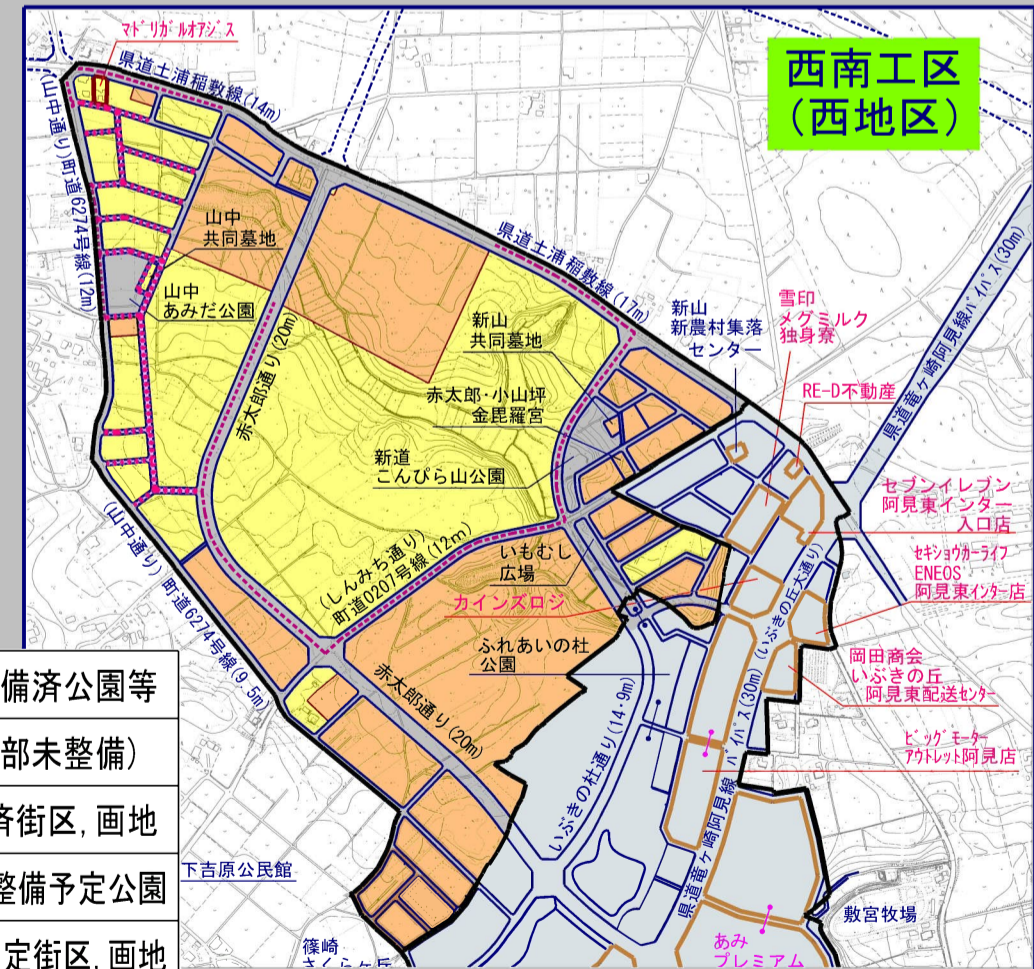 マドリガルオアシス
県道土浦稲敷線(14m)
西南工区
(西地区)
(山中通り)町道6274号線(12m)
山中
共同墓地
山中
あみだ公園
赤太郎通り(20m)
県道土浦稲敷線(17m)
新山
共同墓地
赤太郎・小山坪
金毘羅宮
新道
こんぴら山公園
新山
新農村集落
センター
雪印
メグミルク
独身寮
RE-D不動産
県道竜ヶ崎阿見線バイパス(30m)
セブンイレブン
阿見東インター
入口店
セキショウカーライフ
ENEOS
阿見東インター店
(しんみち通り)
町道0207号線(12m)
いもむし
広場
カインズロジ
ふれあいの杜
公園
(山中通り)町道6274号線(9.5m)
赤太郎通り(20m)
いぶきの杜通り(14.9m)
県道竜ヶ崎阿見線 バイパス(30m)(いぶきの丘大通り)
岡田商会
いぶきの丘
阿見東配送センター
ビッグモーター
アウトレット阿見店
備済公園等
部未整備)
済街区,画地
整備予定公園
定街区,画地
下吉原公民館
篠崎
さくらヶ丘
あみ
プレミアム
敷宮牧場